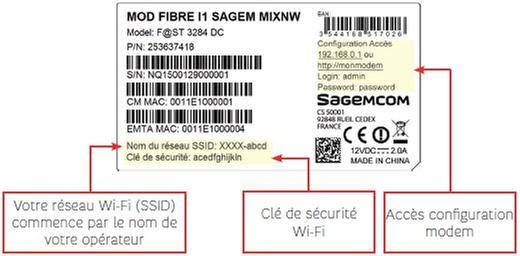 MOD FIBRE I1 SAGEM MIXNW
Model: F@ST 3284 DC
P/N: 253637418
S/N: NQ1500129000001
CM MAC: 0011E1000001
EMTA MAC: 0011E1000004
Nom du réseau SSID: XXXX-abcd
Clé de sécurité: acedfghijkln
EAN:
3 544168 517026
Configuration Accès
192.168.0.1 ou
http://monmodem
Login: admin
Password: password
Sagemcom
CS 50001
92848 RUEIL CEDEX
FRANCE
12VDC 2.0A
MADE IN CHINA
Votre réseau Wi-Fi (SSID)
commence par le nom de
votre opérateur
Clé de sécurité
Wi-Fi
Accès configuration
modem